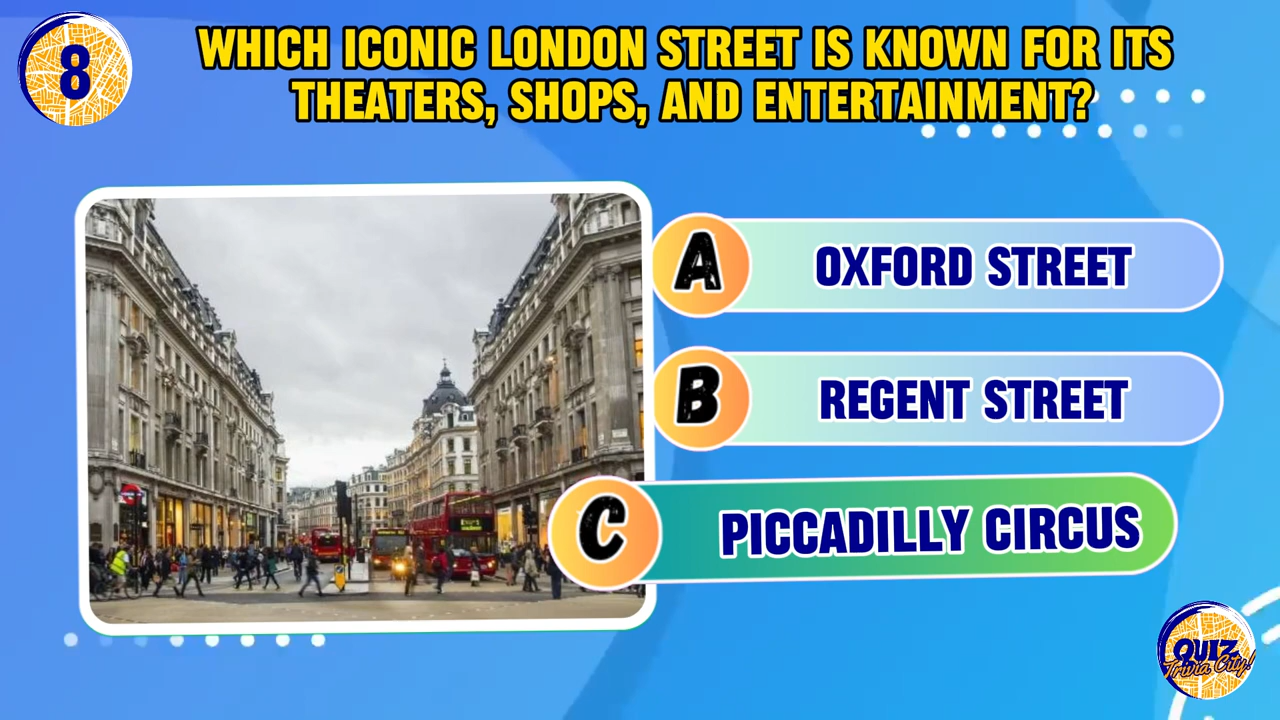 8
WHICH ICONIC LONDON STREET IS KNOWN FOR ITS
THEATERS, SHOPS, AND ENTERTAINMENT?
A OXFORD STREET
B REGENT STREET
C PICCADILLY CIRCUS
QUIZ
Trivia City!